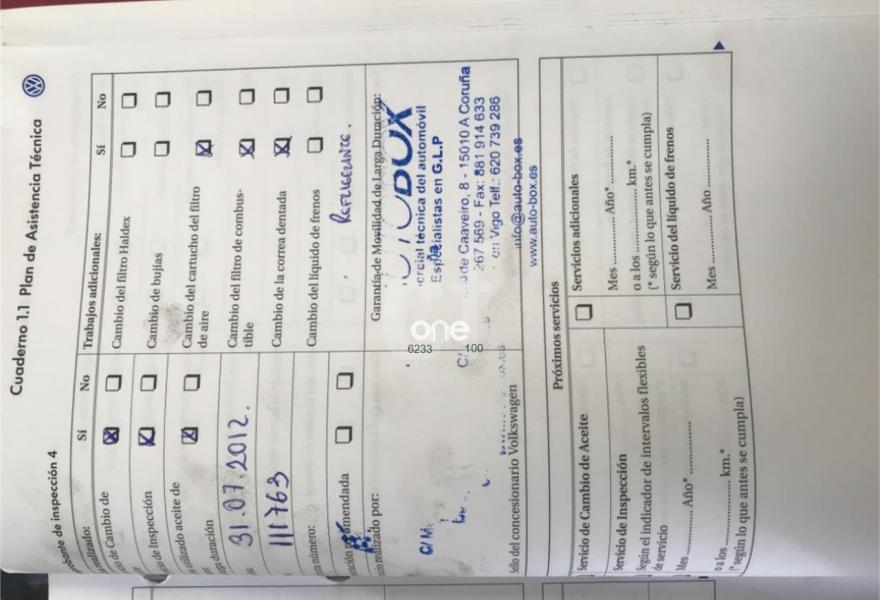 Cuaderno 1.1 Plan de Asistencia Técnica
de inspección 4
Sí No
de Cambio de
de Inspección
utilizado aceite de
duración
31.07.2012.
111763
número:
realizado por:
C/
Sello del concesionario Volkswagen
Trabajos adicionales: Sí No
Cambio del filtro Haldex
Cambio de bujías
Cambio del cartucho del filtro
de aire
Cambio del filtro de combus-
tible
Cambio de la correa dentada
Cambio del líquido de frenos
REFLIGERANTE.
Garantía de Movilidad de Larga Duración:
BOX
técnica del automóvil
Especialistas en G.L.P
de Caaveiro, 8 - 15010 A Coruña
267 569 - Fax: 881 914 633
en Vigo Telf.: 620 739 286
info@auto-box.es
www.auto-box.es
one
6233 100
Próximos servicios
Servicio de Cambio de Aceite
Servicio de Inspección
Según el indicador de intervalos flexibles
de servicio
Mes ............ Año* ............
o a los ............ km.*
(* según lo que antes se cumpla)
Servicios adicionales
Mes ............ Año* ............
o a los ............ km.*
(* según lo que antes se cumpla)
Servicio del líquido de frenos
Mes ............ Año ............